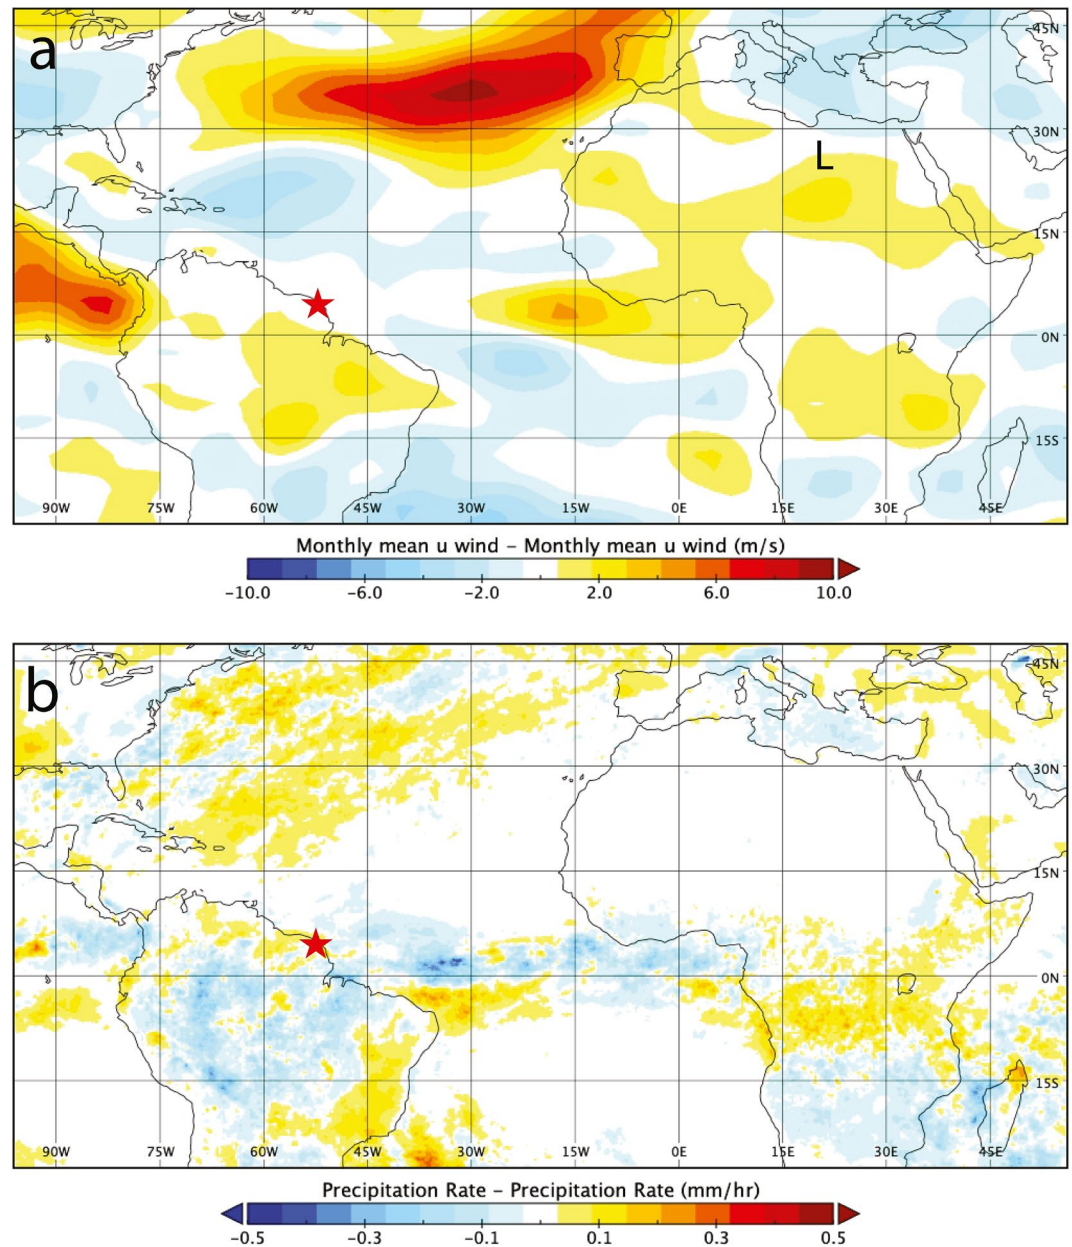 a
45N
30N
L
15N
0N
15S
90W 75W 60W 45W 30W 15W 0E 15E 30E 45E
Monthly mean u wind – Monthly mean u wind (m/s)
−10.0 −6.0 −2.0 2.0 6.0 10.0
b
45N
30N
15N
0N
15S
90W 75W 60W 45W 30W 15W 0E 15E 30E 45E
Precipitation Rate – Precipitation Rate (mm/hr)
−0.5 −0.3 −0.1 0.1 0.3 0.5